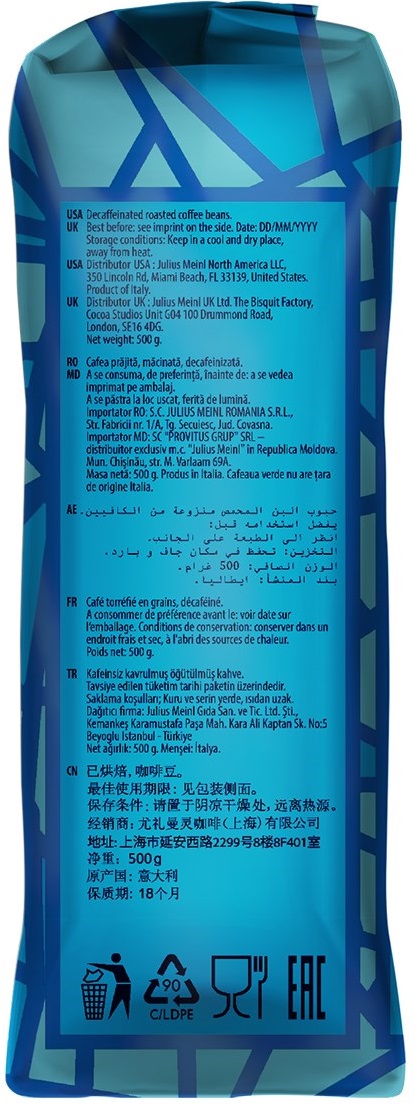 USA Decaffeinated roasted coffee beans.
UK Best before: see imprint on the side. Date: DD/MM/YYYY
Storage conditions: Keep in a cool and dry place,
away from heat.
USA Distributor USA : Julius Meinl North America LLC,
350 Lincoln Rd, Miami Beach, FL 33139, United States.
Product of Italy.
UK Distributor UK : Julius Meinl UK Ltd. The Bisquit Factory,
Cocoa Studios Unit G04 100 Drummond Road,
London, SE16 4DG.
Net weight: 500 g.
RO Cafea prăjită, măcinată, decafeinizată.
MD A se consuma, de preferință, înainte de: a se vedea
imprimat pe ambalaj.
A se păstra la loc uscat, ferită de lumină.
Importator RO: S.C. JULIUS MEINL ROMANIA S.R.L.,
Str. Fabricii nr. 1/A, Tg. Secuiesc, Jud. Covasna.
Importator MD: SC "PROVITUS GRUP" SRL –
distribuitor exclusiv m.c. "Julius Meinl" in Republica Moldova.
Mun. Chișinău, str. M. Varlaam 69A.
Masa netă: 500 g. Produs in Italia. Cafeaua verde nu are țara
de origine Italia.
AE حبوب البن المحمص منزوعة من الكافيين.
يفضل استخدامه قبل:
انظر الى الطبعة على الجانب.
التخزين: تحفظ في مكان جاف و بارد.
الوزن الصافي: 500 غرام.
بلد المنشأ: ايطاليا.
FR Café torréfié en grains, décaféiné.
A consommer de préférence avant le: voir date sur
l'emballage. Conditions de conservation: conserver dans un
endroit frais et sec, à l'abri des sources de chaleur.
Poids net: 500 g.
TR Kafeinsiz kavrulmuş öğütülmüş kahve.
Tavsiye edilen tüketim tarihi paketin üzerindedir.
Saklama koşulları; Kuru ve serin yerde, ısıdan uzak.
Dağıtıcı firma: Julius Meinl Gıda San. ve Tic. Ltd. Şti.,
Kemankeş Karamustafa Paşa Mah. Kara Ali Kaptan Sk. No:5
Beyoglu İstanbul - Türkiye
Net ağırlık: 500 g. Menşei: İtalya.
CN 已烘焙，咖啡豆。
最佳使用期限：见包装侧面。
保存条件：请置于阴凉干燥处，远离热源。
经销商：尤礼曼灵咖啡（上海）有限公司
地址: 上海市延安西路2299号8楼8F401室
净重：500g
原产国: 意大利
保质期: 18个月
90
C/LDPE
EAC